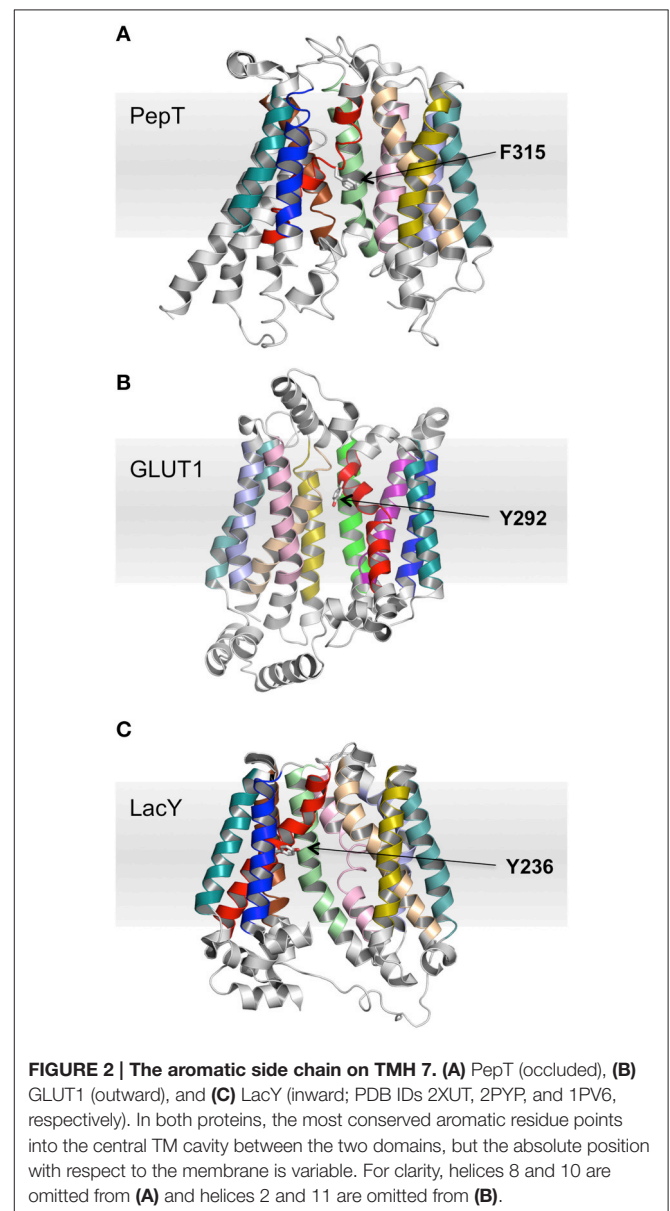 A
PepT
F315
B
GLUT1
Y292
C
LacY
Y236
FIGURE 2 | The aromatic side chain on TMH 7. (A) PepT (occluded), (B)
GLUT1 (outward), and (C) LacY (inward; PDB IDs 2XUT, 2PYP, and 1PV6,
respectively). In both proteins, the most conserved aromatic residue points
into the central TM cavity between the two domains, but the absolute position
with respect to the membrane is variable. For clarity, helices 8 and 10 are
omitted from (A) and helices 2 and 11 are omitted from (B).